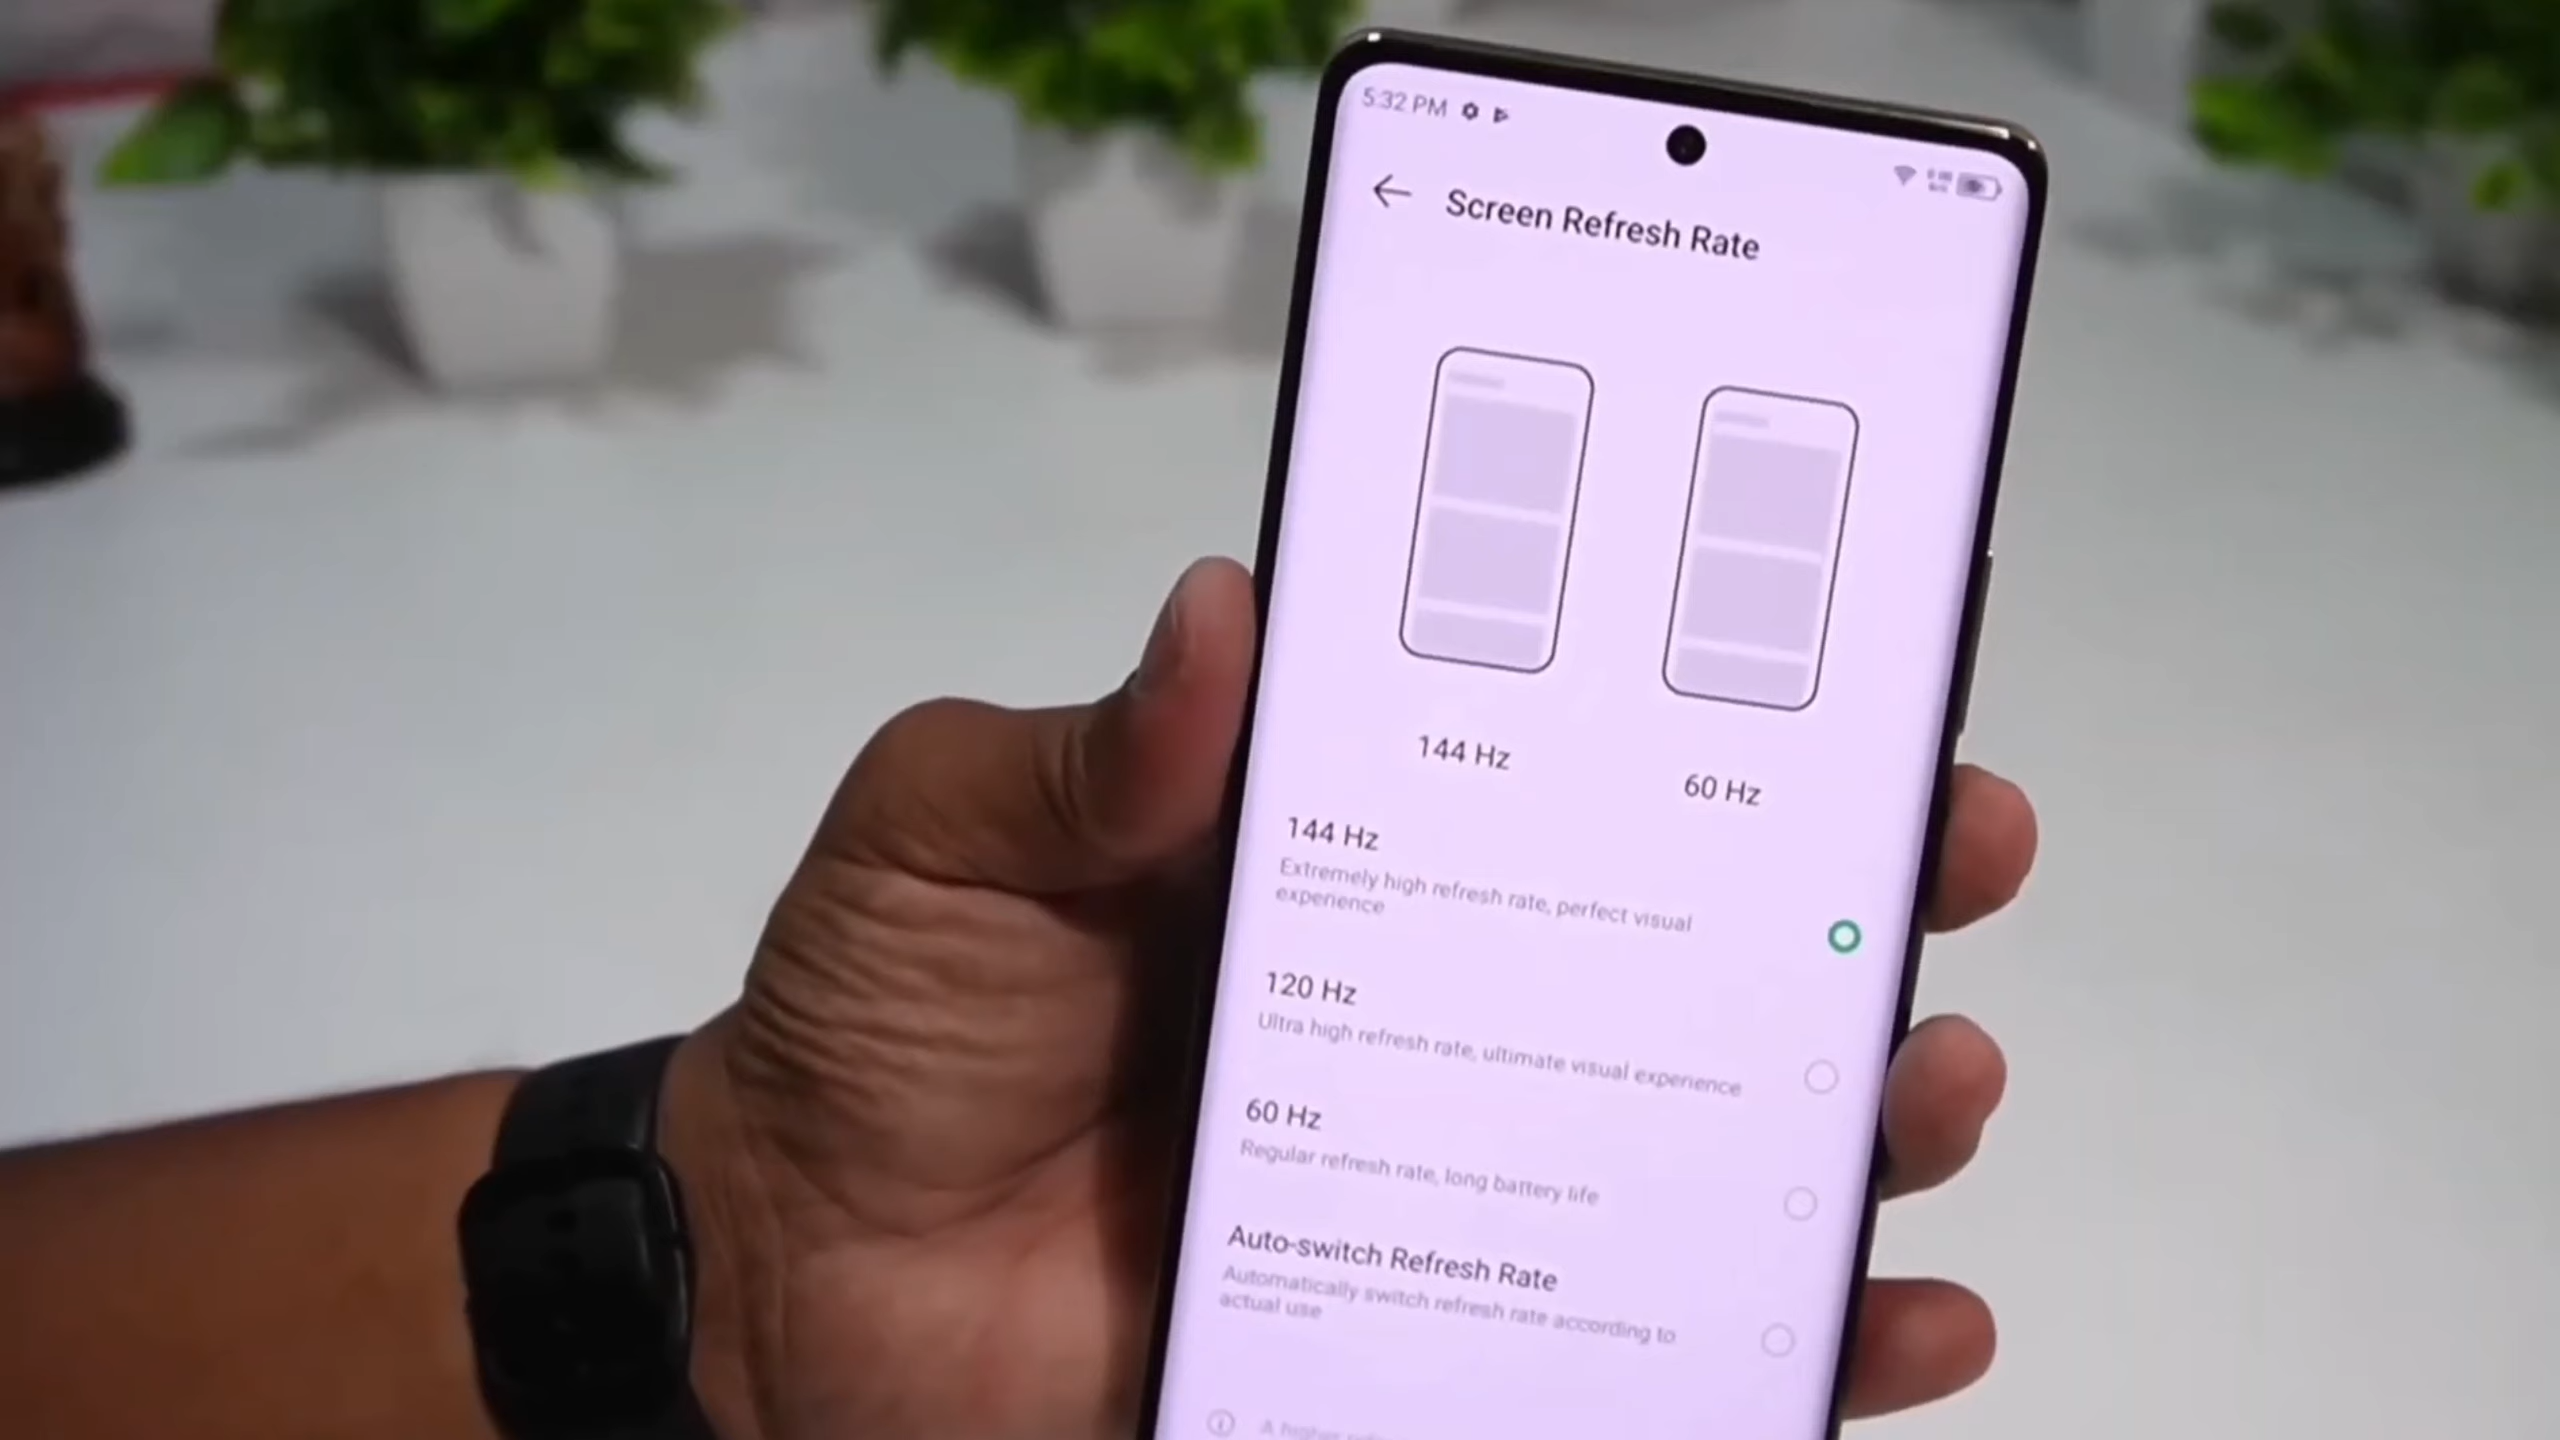 5:32 PM
Screen Refresh Rate
144 Hz
60 Hz
144 Hz
Extremely high refresh rate, perfect visual
experience
120 Hz
Ultra high refresh rate, ultimate visual experience
60 Hz
Regular refresh rate, long battery life
Auto-switch Refresh Rate
Automatically switch refresh rate according to
actual use
A higher